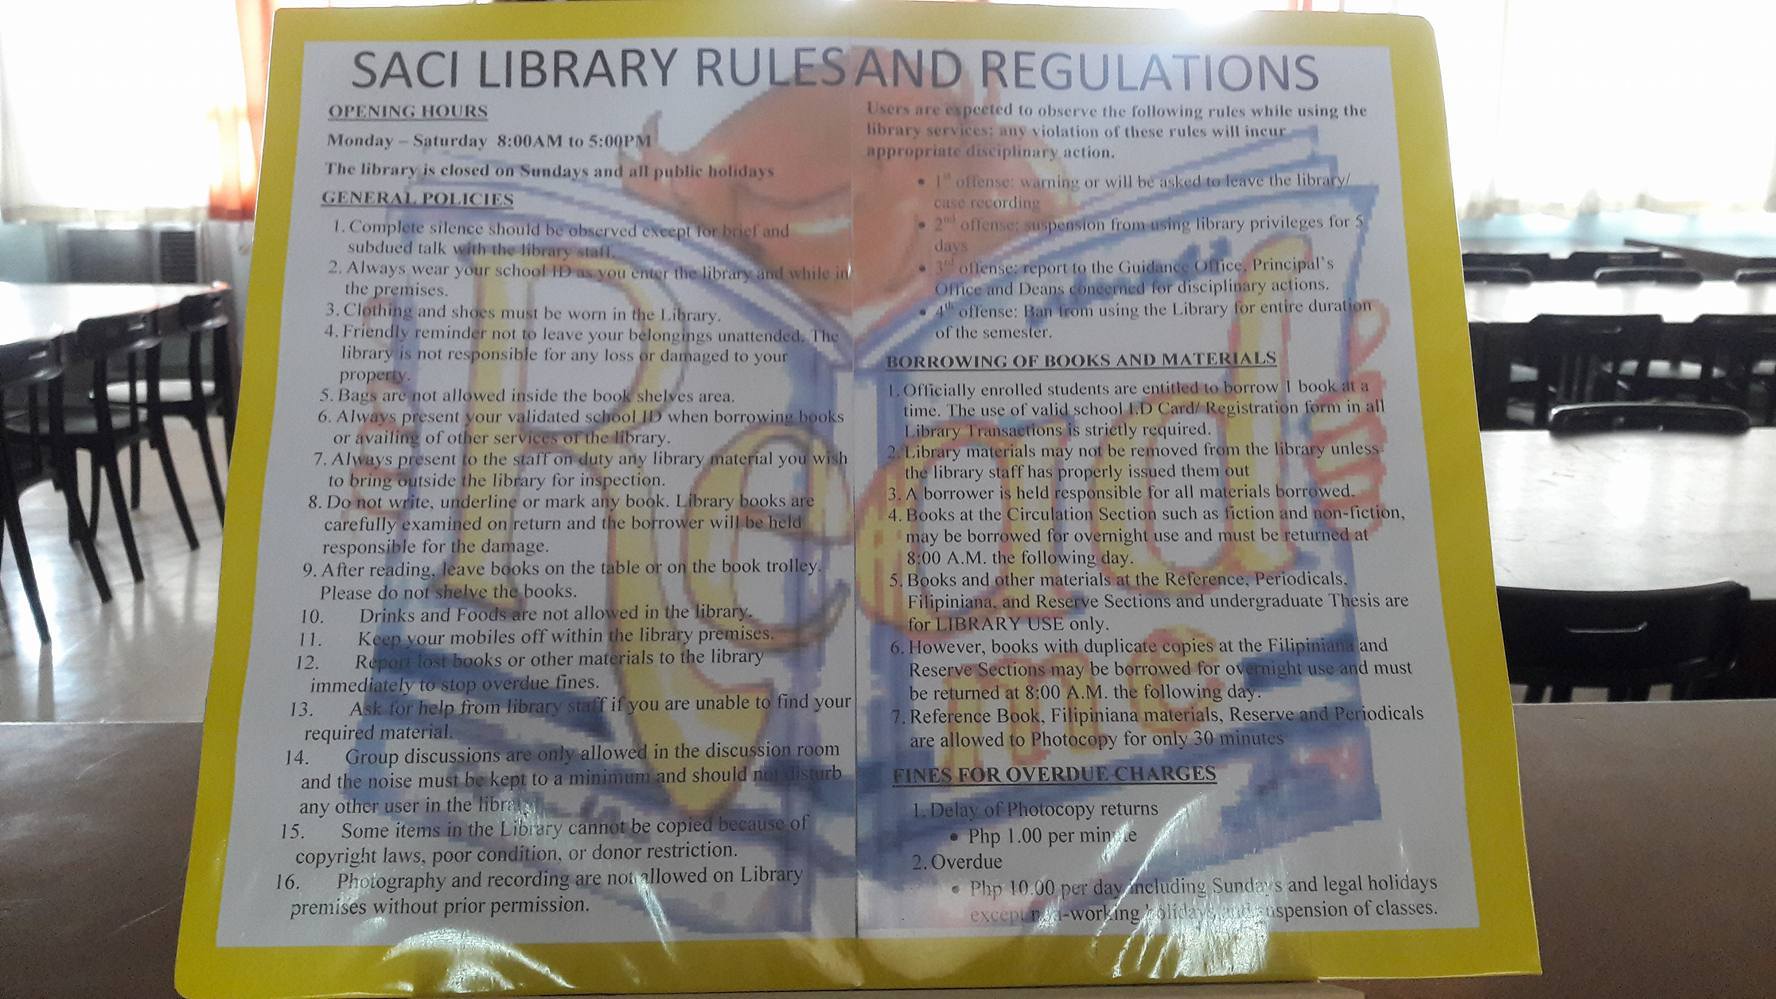 SACI LIBRARY RULES AND REGULATIONS
OPENING HOURS
Monday – Saturday 8:00AM to 5:00PM
The library is closed on Sundays and all public holidays
GENERAL POLICIES
1. Complete silence should be observed except for brief and
subdued talk with the library staff.
2. Always wear your school ID as you enter the library and while in
the premises.
3. Clothing and shoes must be worn in the Library.
4. Friendly reminder not to leave your belongings unattended. The
library is not responsible for any loss or damaged to your
property.
5. Bags are not allowed inside the book shelves area.
6. Always present your validated school ID when borrowing books
or availing of other services of the library.
7. Always present to the staff on duty any library material you wish
to bring outside the library for inspection.
8. Do not write, underline or mark any book. Library books are
carefully examined on return and the borrower will be held
responsible for the damage.
9. After reading, leave books on the table or on the book trolley.
Please do not shelve the books.
10. Drinks and Foods are not allowed in the library.
11. Keep your mobiles off within the library premises.
12. Report lost books or other materials to the library
immediately to stop overdue fines.
13. Ask for help from library staff if you are unable to find your
required material.
14. Group discussions are only allowed in the discussion room
and the noise must be kept to a minimum and should not disturb
any other user in the library.
15. Some items in the Library cannot be copied because of
copyright laws, poor condition, or donor restriction.
16. Photography and recording are not allowed on Library
premises without prior permission.
Users are expected to observe the following rules while using the
library services; any violation of these rules will incur
appropriate disciplinary action.
• 1st offense: warning or will be asked to leave the library/
case recording
• 2nd offense: suspension from using library privileges for 5
days
• 3rd offense: report to the Guidance Office, Principal's
Office and Deans concerned for disciplinary actions.
• 4th offense: Ban from using the Library for entire duration
of the semester.
BORROWING OF BOOKS AND MATERIALS
1. Officially enrolled students are entitled to borrow 1 book at a
time. The use of valid school I.D Card/ Registration form in all
Library Transactions is strictly required.
2. Library materials may not be removed from the library unless
the library staff has properly issued them out
3. A borrower is held responsible for all materials borrowed.
4. Books at the Circulation Section such as fiction and non-fiction,
may be borrowed for overnight use and must be returned at
8:00 A.M. the following day.
5. Books and other materials at the Reference, Periodicals,
Filipiniana, and Reserve Sections and undergraduate Thesis are
for LIBRARY USE only.
6. However, books with duplicate copies at the Filipiniana and
Reserve Sections may be borrowed for overnight use and must
be returned at 8:00 A.M. the following day.
7. Reference Book, Filipiniana materials, Reserve and Periodicals
are allowed to Photocopy for only 30 minutes
FINES FOR OVERDUE CHARGES
1. Delay of Photocopy returns
• Php 1.00 per minute
2. Overdue
• Php 10.00 per day including Sundays and legal holidays
except non-working holidays and suspension of classes.
Read
me